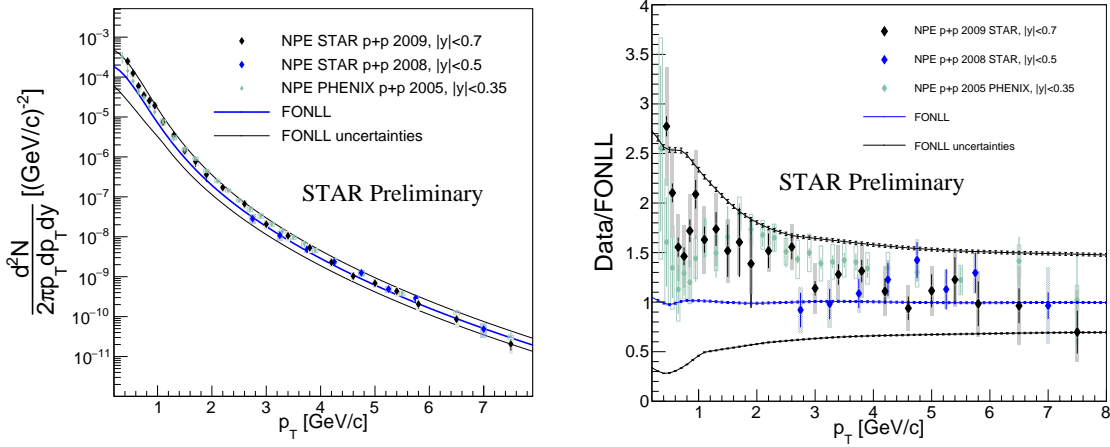 10⁻³
10⁻⁴
10⁻⁵
10⁻⁶
10⁻⁷
10⁻⁸
10⁻⁹
10⁻¹⁰
10⁻¹¹
d²N
2πp_T dp_T dy
[(GeV/c)⁻²]
NPE STAR p+p 2009, |y|<0.7
NPE STAR p+p 2008, |y|<0.5
NPE PHENIX p+p 2005, |y|<0.35
FONLL
FONLL uncertainties
STAR Preliminary
1 2 3 4 5 6 7
p_T [GeV/c]
4
3.5
3
2.5
2
1.5
1
0.5
0
Data/FONLL
NPE p+p 2009 STAR, |y|<0.7
NPE p+p 2008 STAR, |y|<0.5
NPE p+p 2005 PHENIX, |y|<0.35
FONLL
FONLL uncertainties
STAR Preliminary
1 2 3 4 5 6 7 8
p_T [GeV/c]